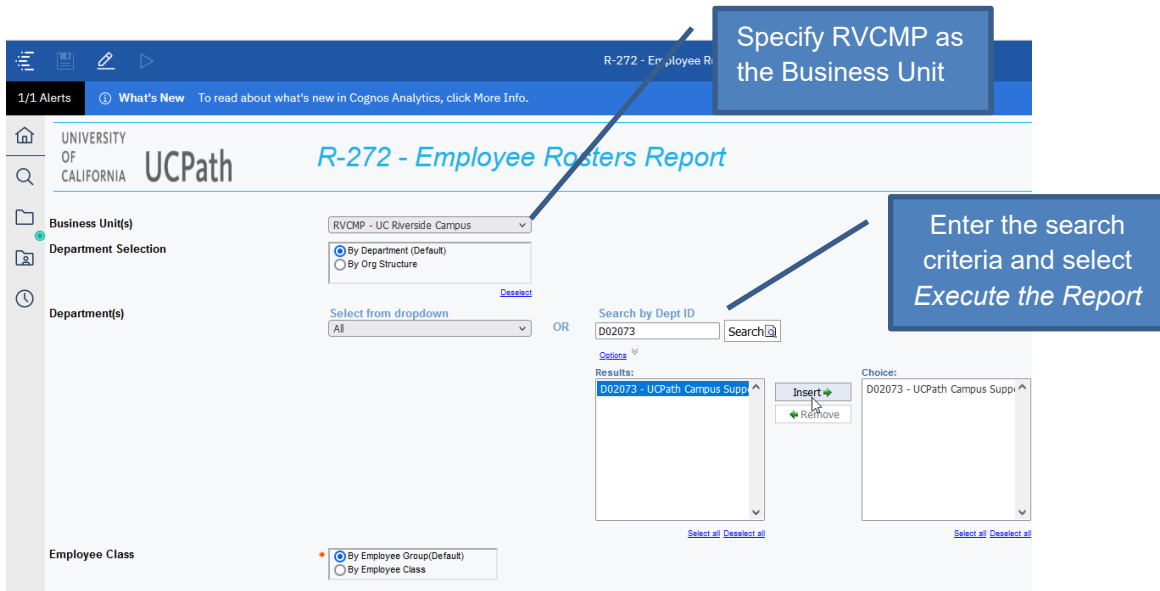 Specify RVCMP as
the Business Unit
R-272 - Employee R
1/1 Alerts
What's New To read about what's new in Cognos Analytics, click More Info.
UNIVERSITY
OF
CALIFORNIA
UCPath
R-272 - Employee Rosters Report
Enter the search
criteria and select
Execute the Report
Business Unit(s)
RVCMP - UC Riverside Campus
Department Selection
By Department (Default)
By Org Structure
Deselect
Department(s)
Select from dropdown
All
OR
Search by Dept ID
D02073
Search
Options
Results:
D02073 - UCPath Campus Supp
Insert
Remove
Choice:
D02073 - UCPath Campus Supp
Select all Deselect all
Select all Deselect all
Employee Class
* By Employee Group(Default)
By Employee Class